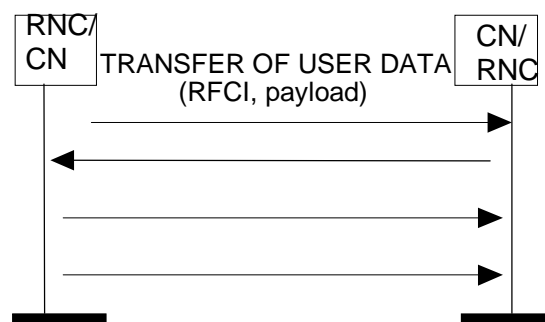 RNC/
CN
TRANSFER OF USER DATA
(RFCI, payload)
CN/
RNC